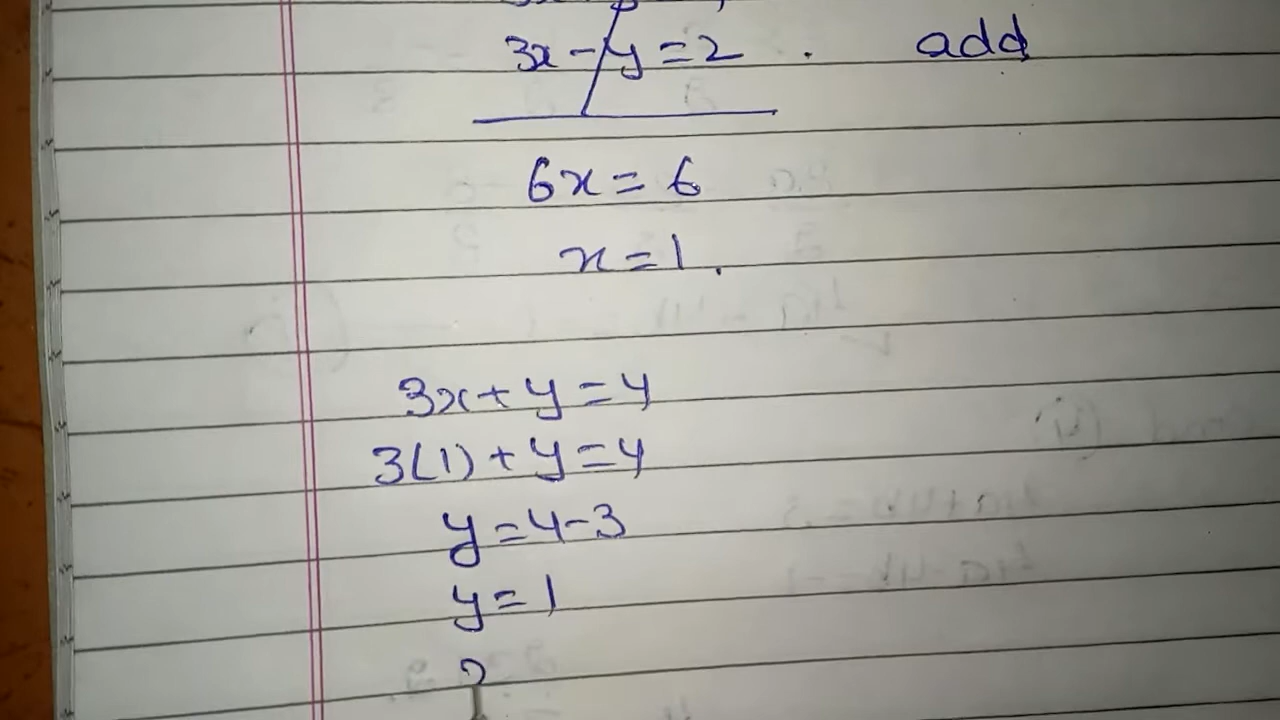 3x - y = 2 . add
6x = 6
x = 1 .
3x + y = 4
3(1) + y = 4
y = 4 - 3
y = 1